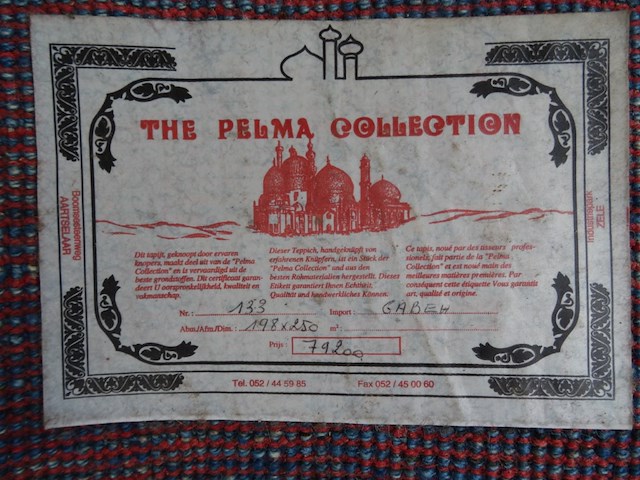 THE PELMA COLLECTION
Boomsesteenweg
AARTSELAAR
ZELE
Dit tapijt, geknoopt door ervaren
knopers, maakt deel uit van de "Pelma
Collection" en is vervaardigd uit de
beste grondstoffen. Dit certificaat garan-
deert U oorspronkelijkheid, kwaliteit en
vakmanschap.
Dieser Teppich, handgeknüpft von
erfahrenen Knüpfern, ist ein Stück der
"Pelma Collection" und aus den
besten Rohmaterialien hergestellt. Dieses
Etikett garantiert Ihnen Echtheit,
Qualität und handwerkliches Können.
Ce tapis, noué par des noueurs profes-
sionels, fait partie de la "Pelma
Collection" et est noué main des
meilleures matières premières. Par
conséquent cette étiquette Vous garantit
art, qualité et origine.
Nr. : 133 Import : GABEH
Abm/Afm/Dim. : 198x250 m² :
Prijs : 79200
Tel. 052 / 44 59 85 Fax 052 / 45 00 60